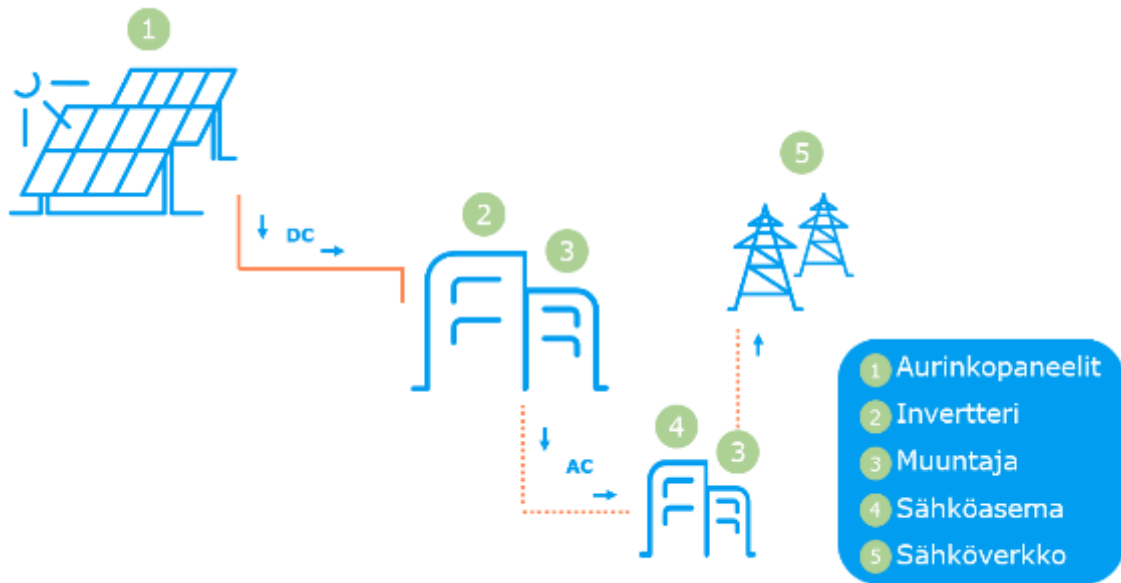 1
5
2
DC
3
4
3
AC
1 Aurinkopaneelit
2 Invertteri
3 Muuntaja
4 Sähköasema
5 Sähköverkko